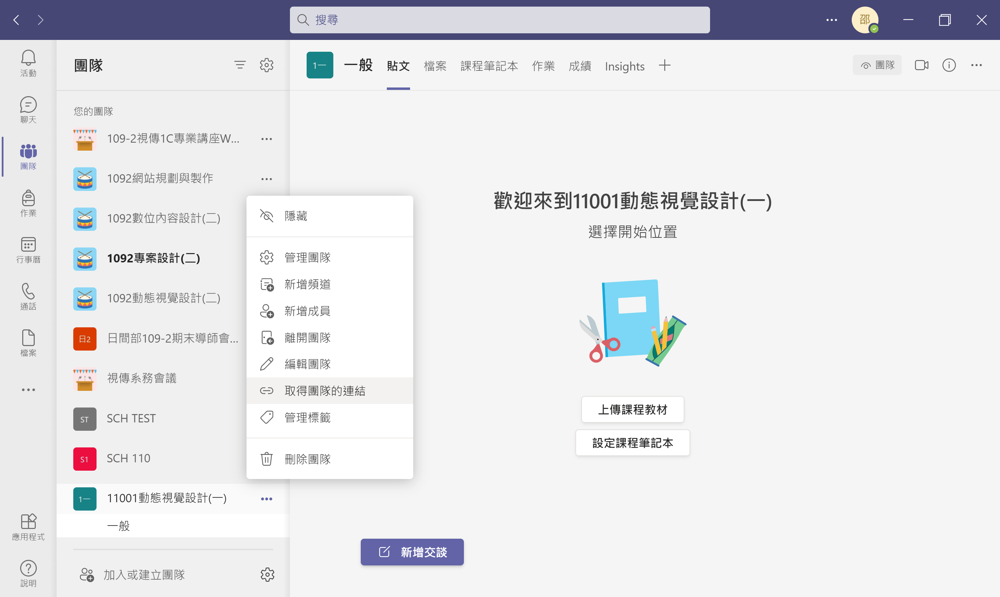 搜尋
邵
活動
聊天
團隊
作業
行事曆
通話
檔案
應用程式
說明
團隊
您的團隊
109-2視傳1C專業講座W...
1092網站規劃與製作
1092數位內容設計(二)
1092專案設計(二)
1092動態視覺設計(二)
日2 日間部109-2期末導師會...
視傳系務會議
ST SCH TEST
S1 SCH 110
1一 11001動態視覺設計(一)
一般
加入或建立團隊
隱藏
管理團隊
新增頻道
新增成員
離開團隊
編輯團隊
取得團隊的連結
管理標籤
刪除團隊
1一 一般 貼文 檔案 課程筆記本 作業 成績 Insights
團隊
歡迎來到11001動態視覺設計(一)
選擇開始位置
上傳課程教材
設定課程筆記本
新增交談